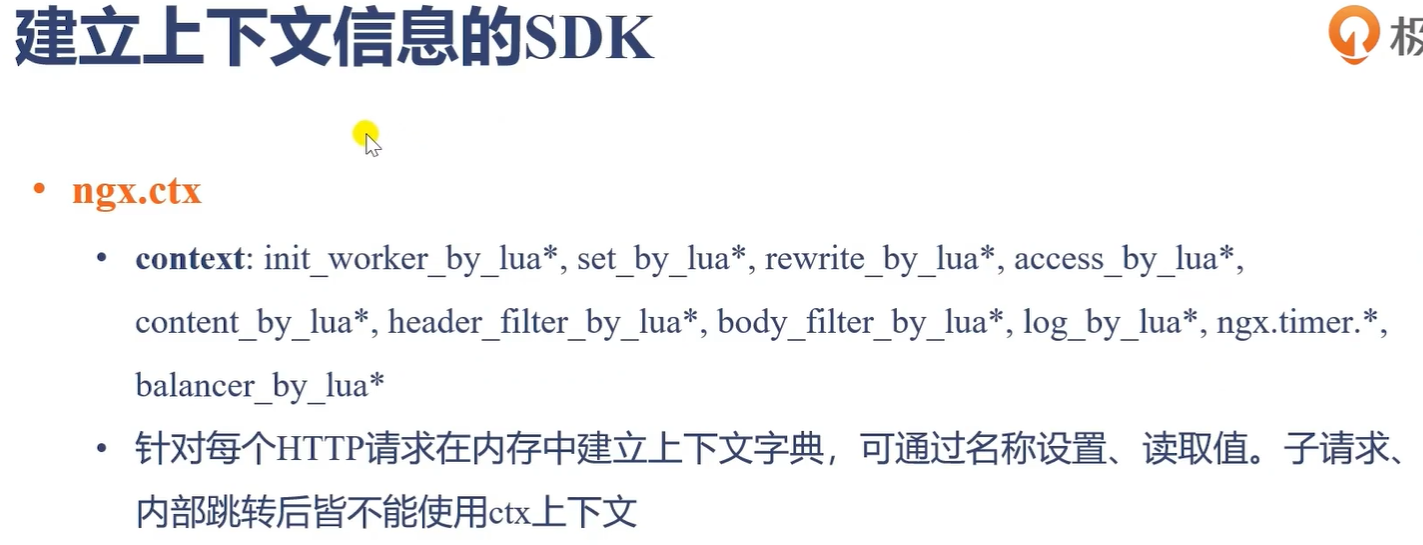 建立上下文信息的SDK
极
• ngx.ctx
• context: init_worker_by_lua*, set_by_lua*, rewrite_by_lua*, access_by_lua*,
content_by_lua*, header_filter_by_lua*, body_filter_by_lua*, log_by_lua*, ngx.timer.*,
balancer_by_lua*
• 针对每个HTTP请求在内存中建立上下文字典，可通过名称设置、读取值。子请求、
内部跳转后皆不能使用ctx上下文